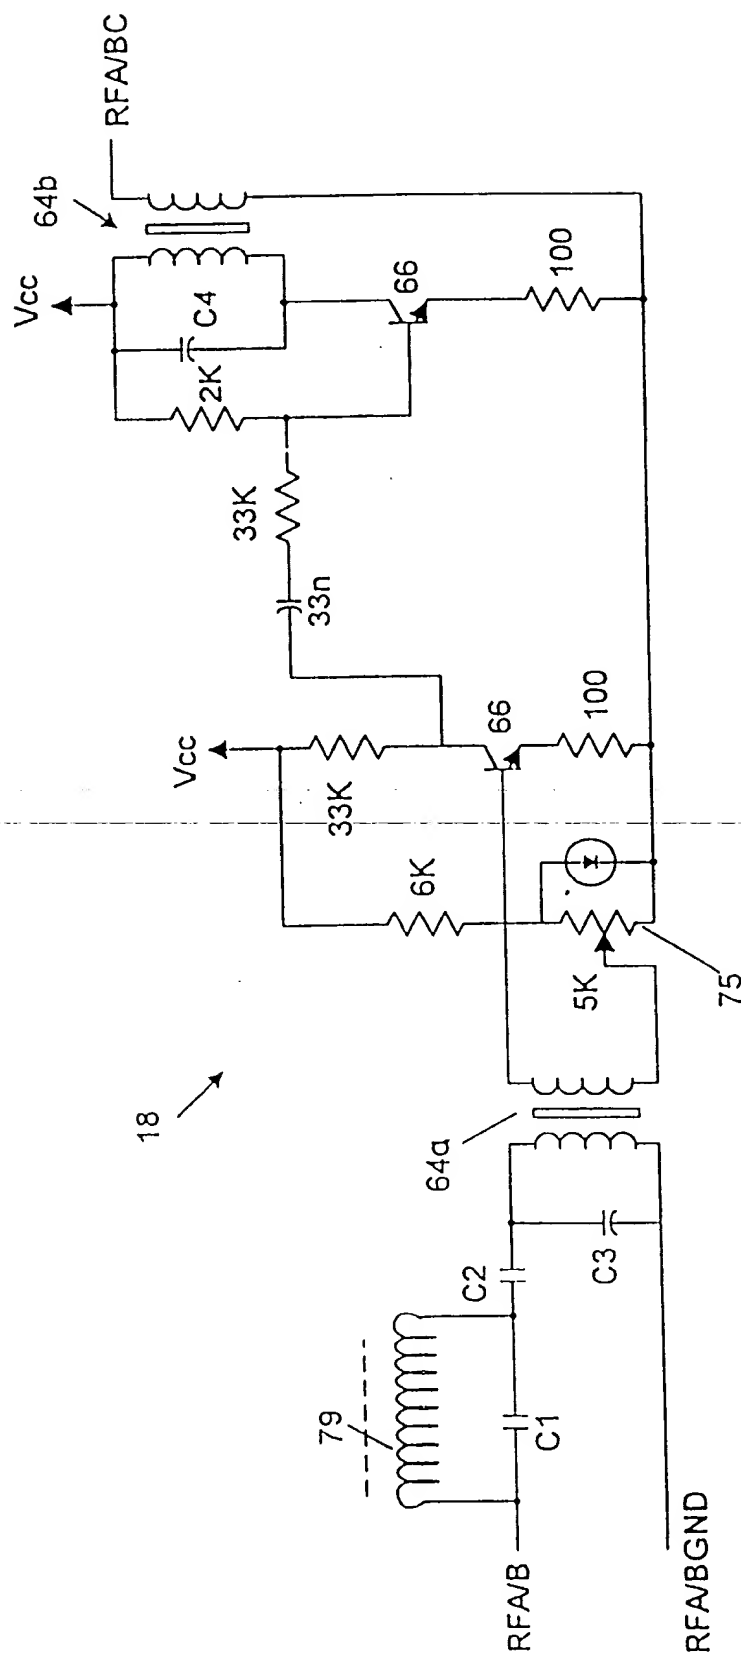 RFA/BC
64b
Vcc
C4
2K
66
100
33K
33n
Vcc
33K
66
100
6K
5K
75
18
64a
C2
C3
79
C1
RFA/B
RFA/BGND